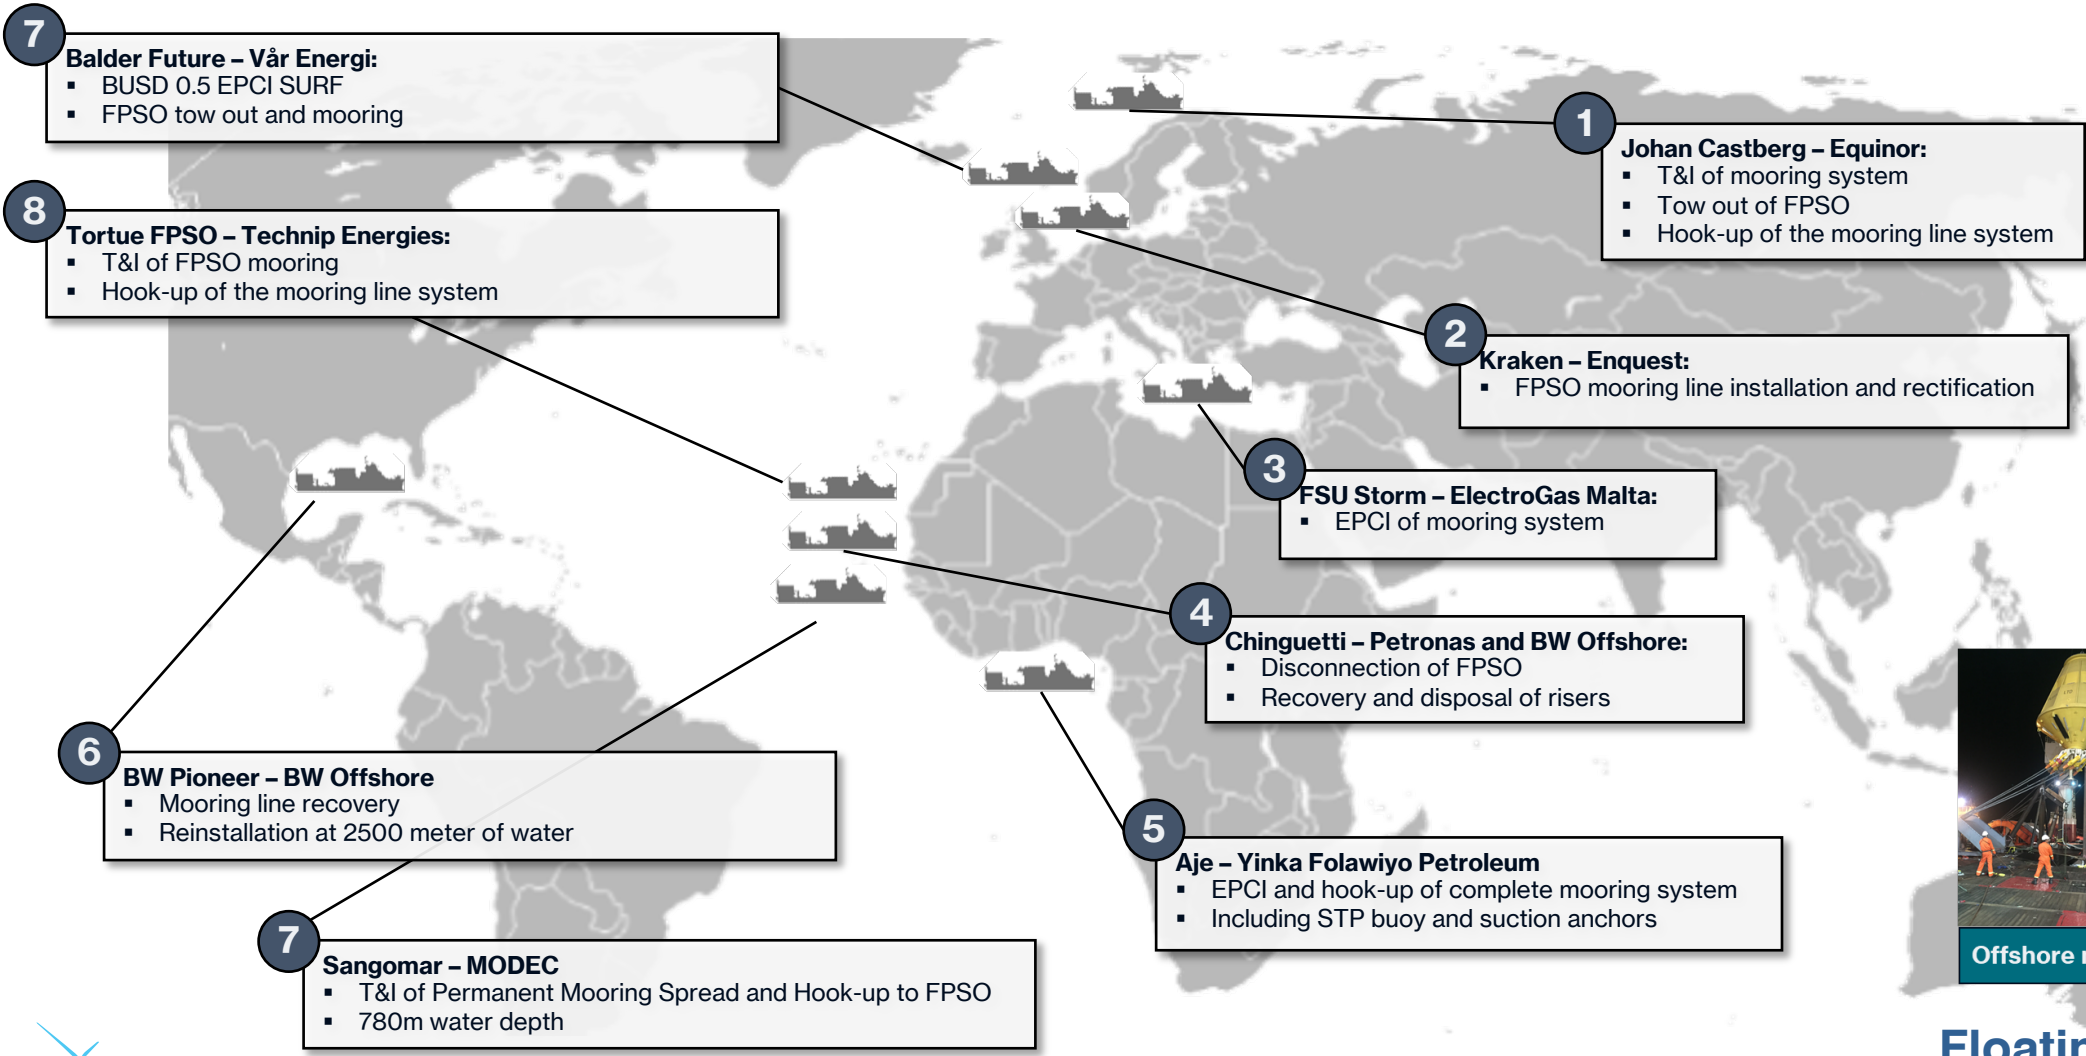 7
Balder Future – Vår Energi:
▪ BUSD 0.5 EPCI SURF
▪ FPSO tow out and mooring
8
Tortue FPSO – Technip Energies:
▪ T&I of FPSO mooring
▪ Hook-up of the mooring line system
1
Johan Castberg – Equinor:
▪ T&I of mooring system
▪ Tow out of FPSO
▪ Hook-up of the mooring line system
2
Kraken – Enquest:
▪ FPSO mooring line installation and rectification
3
FSU Storm – ElectroGas Malta:
▪ EPCI of mooring system
4
Chinguetti – Petronas and BW Offshore:
▪ Disconnection of FPSO
▪ Recovery and disposal of risers
6
BW Pioneer – BW Offshore
▪ Mooring line recovery
▪ Reinstallation at 2500 meter of water
5
Aje – Yinka Folawiyo Petroleum
▪ EPCI and hook-up of complete mooring system
▪ Including STP buoy and suction anchors
7
Sangomar – MODEC
▪ T&I of Permanent Mooring Spread and Hook-up to FPSO
▪ 780m water depth
Offshore